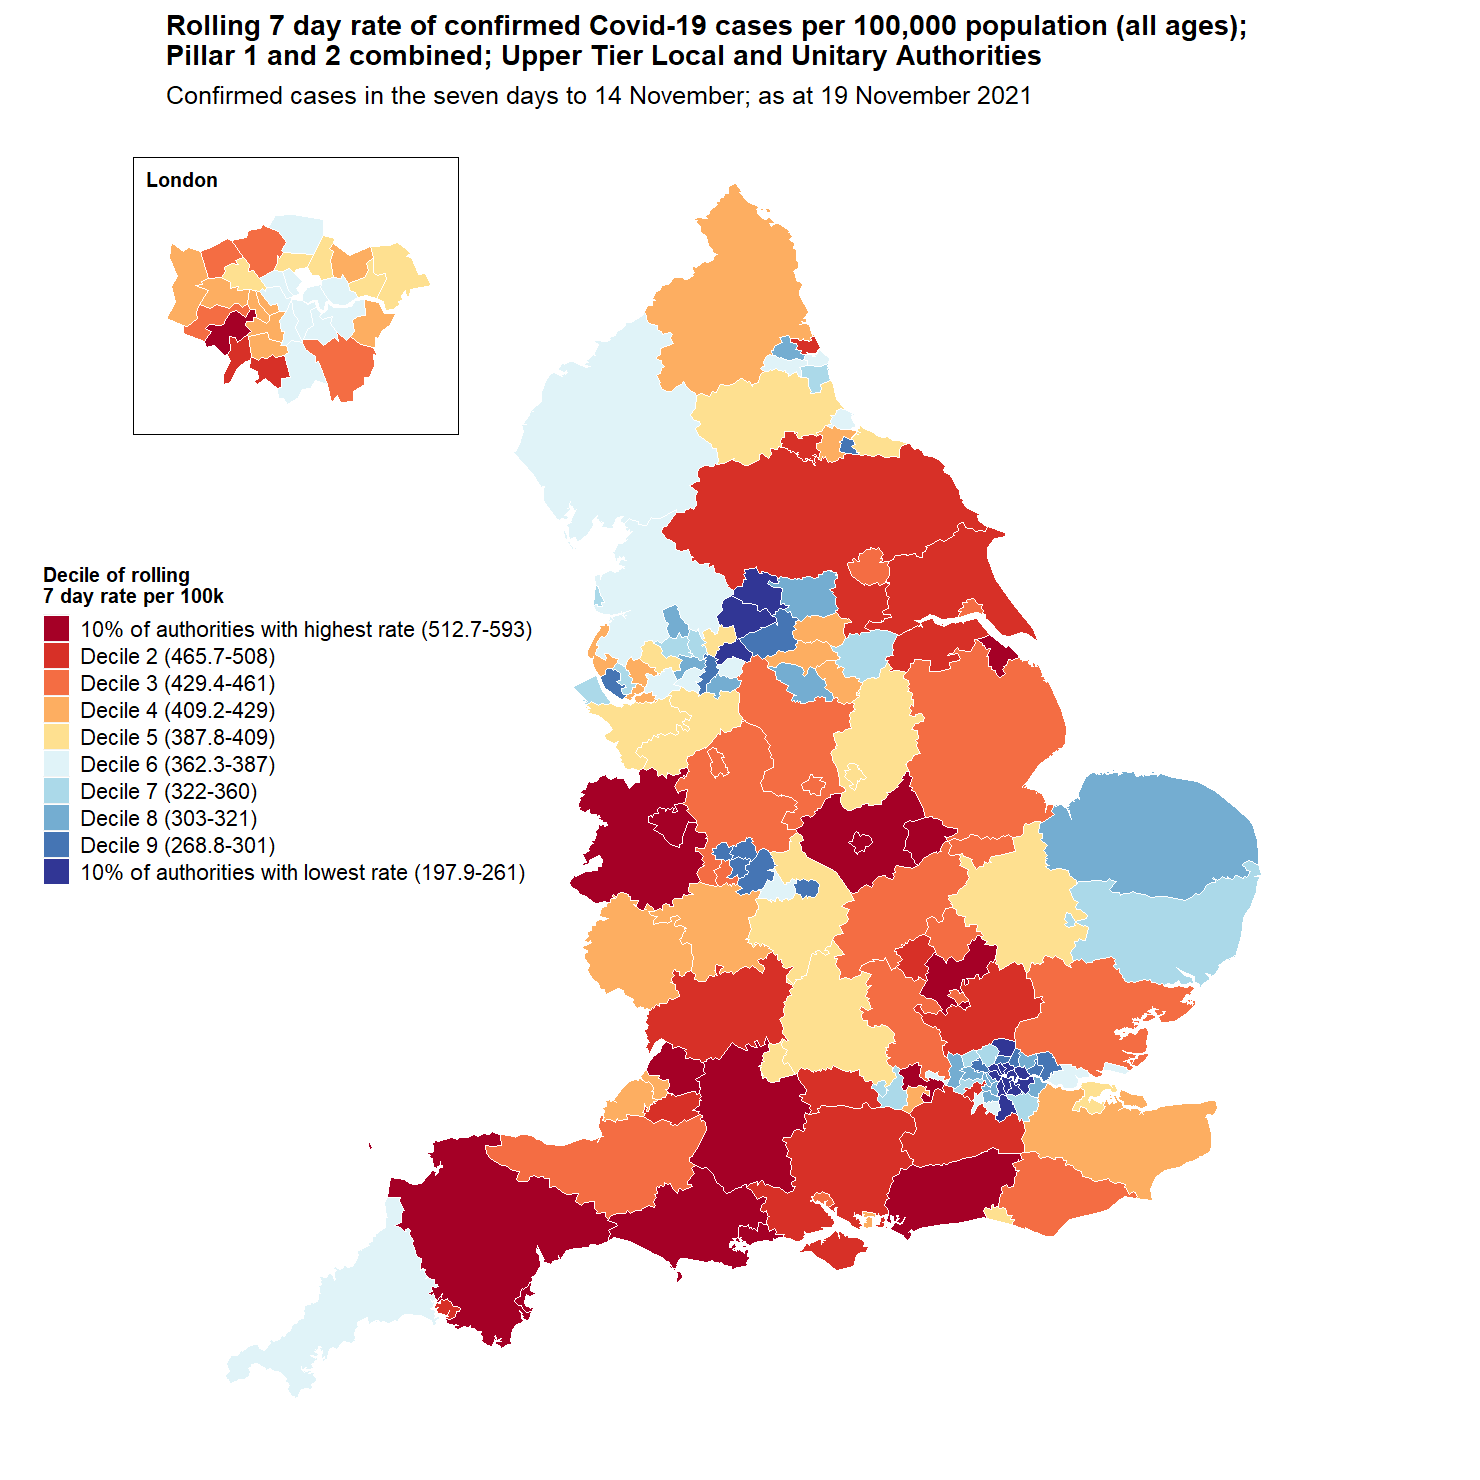 Rolling 7 day rate of confirmed Covid-19 cases per 100,000 population (all ages);
Pillar 1 and 2 combined; Upper Tier Local and Unitary Authorities
Confirmed cases in the seven days to 14 November; as at 19 November 2021
London
Decile of rolling
7 day rate per 100k
10% of authorities with highest rate (512.7-593)
Decile 2 (465.7-508)
Decile 3 (429.4-461)
Decile 4 (409.2-429)
Decile 5 (387.8-409)
Decile 6 (362.3-387)
Decile 7 (322-360)
Decile 8 (303-321)
Decile 9 (268.8-301)
10% of authorities with lowest rate (197.9-261)